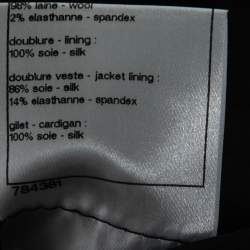 98% laine - wool
2% elasthanne - spandex
doublure - lining :
100% soie - silk
doublure veste - jacket lining :
86% soie - silk
14% elasthanne - spandex
gilet - cardigan :
100% soie - silk
784361